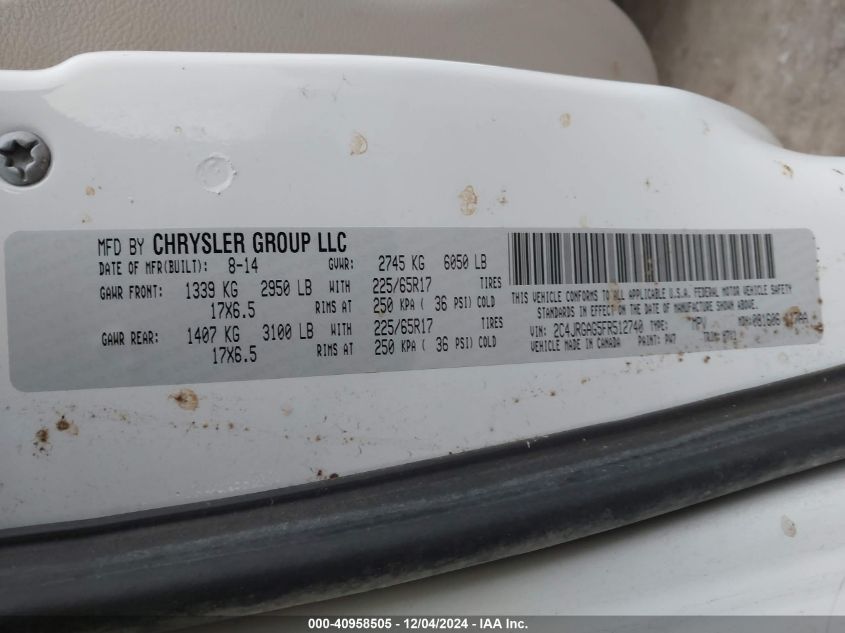 MFD BY CHRYSLER GROUP LLC
DATE OF MFR(BUILT): 8-14 GVWR: 2745 KG 6050 LB
GAWR FRONT: 1339 KG 2950 LB WITH 225/65R17 TIRES
17X6.5 RIMS AT 250 KPA ( 36 PSI) COLD
GAWR REAR: 1407 KG 3100 LB WITH 225/65R17 TIRES
17X6.5 RIMS AT 250 KPA ( 36 PSI) COLD
THIS VEHICLE CONFORMS TO ALL APPLICABLE U.S.A. FEDERAL MOTOR VEHICLE SAFETY
STANDARDS IN EFFECT ON THE DATE OF MANUFACTURE SHOWN ABOVE.
VIN: 2C4JRGAG5FR512740 TYPE: MPV MDH: 081606
VEHICLE MADE IN CANADA PAINT: PW7 TRIM:
000-40958505 - 12/04/2024 - IAA Inc.